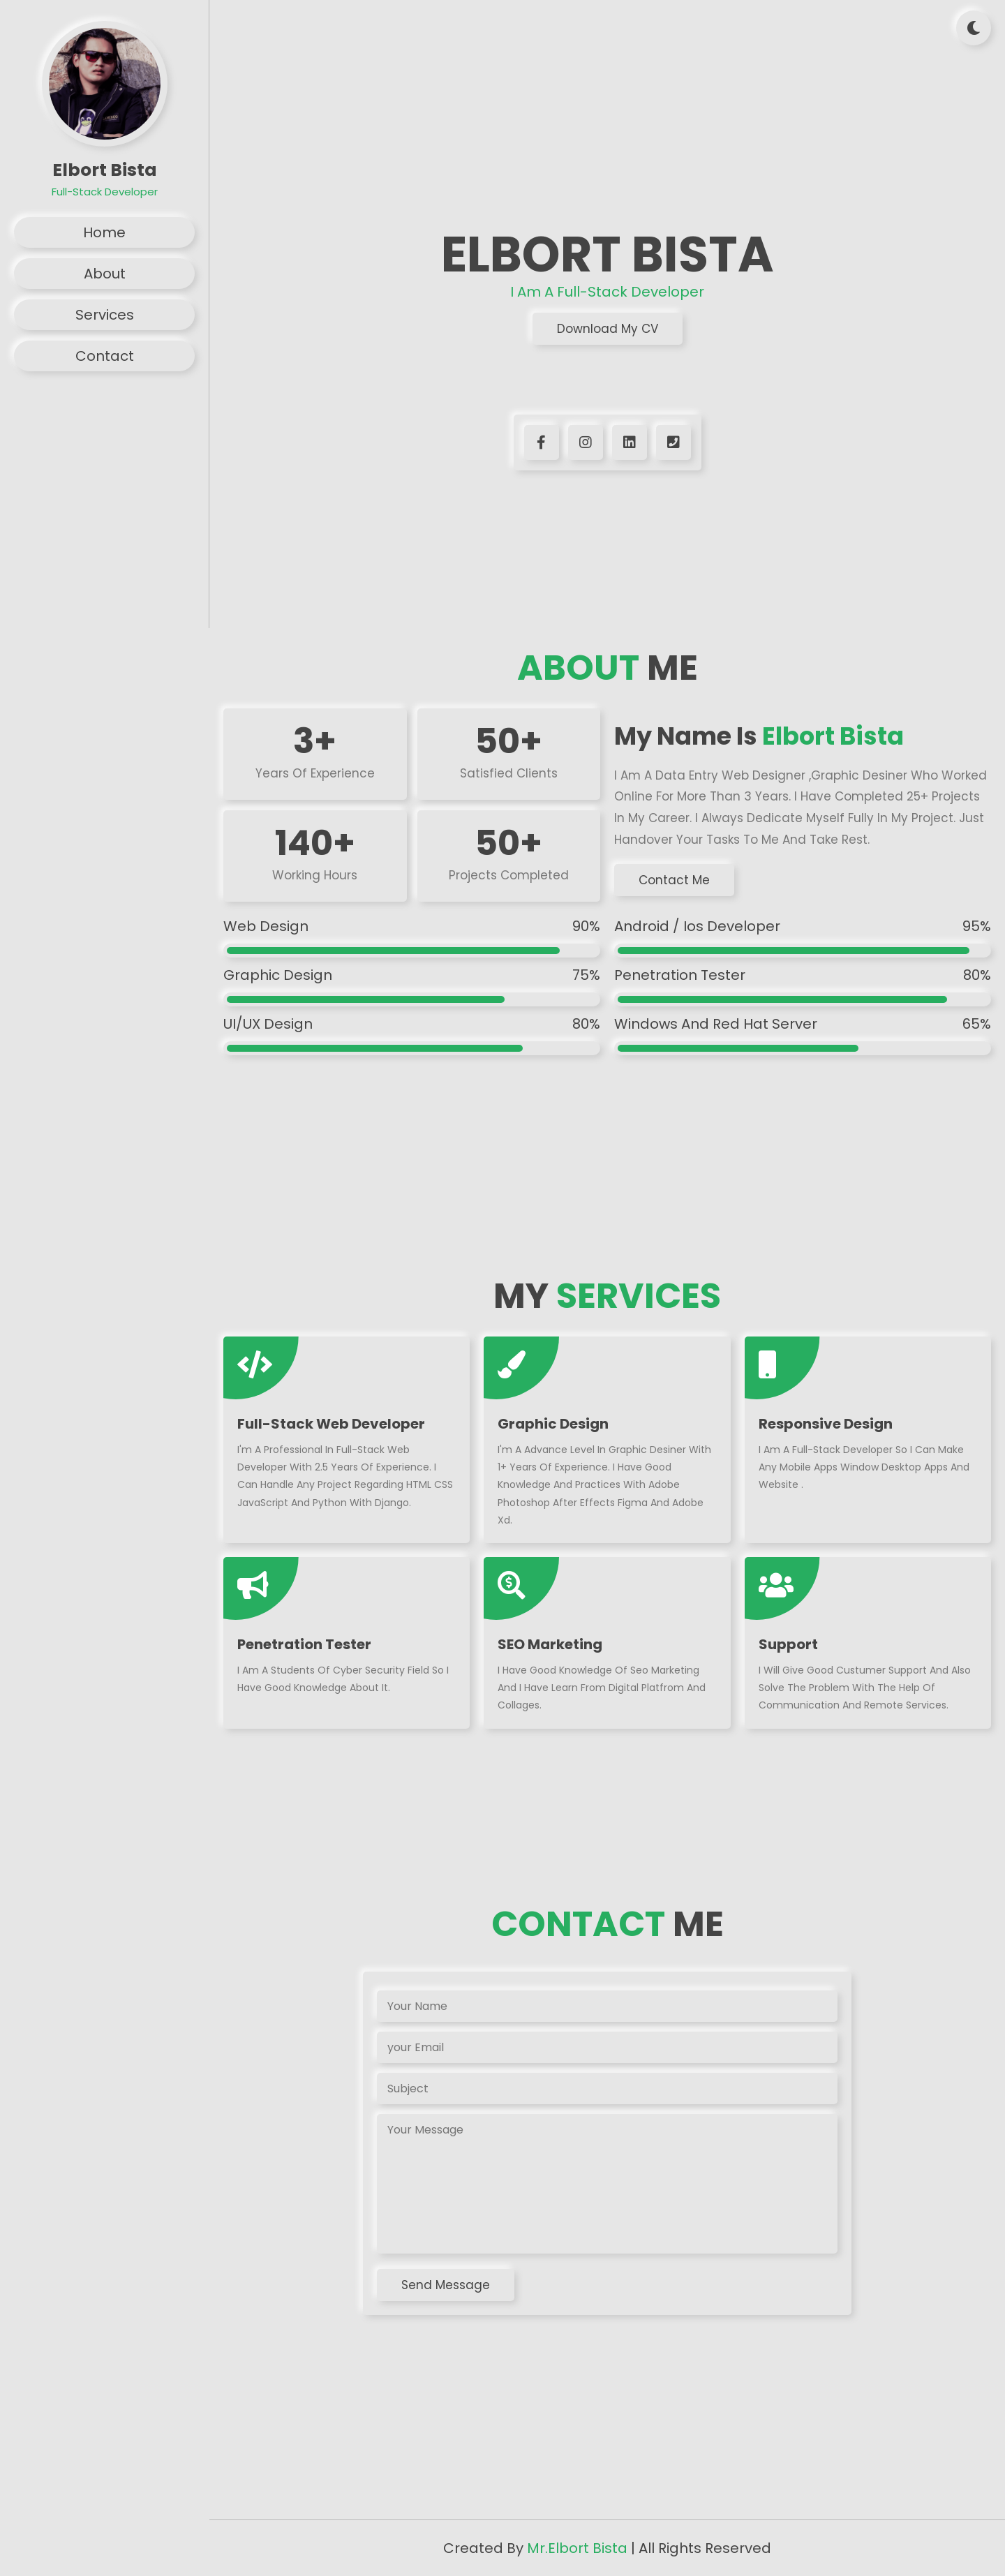 Elbort Bista
Full-Stack Developer
Home
About
Services
Contact
ELBORT BISTA
I Am A Full-Stack Developer
Download My CV
ABOUT ME
3+
Years Of Experience
50+
Satisfied Clients
140+
Working Hours
50+
Projects Completed
My Name Is Elbort Bista
I Am A Data Entry Web Designer ,Graphic Desiner Who Worked
Online For More Than 3 Years. I Have Completed 25+ Projects
In My Career. I Always Dedicate Myself Fully In My Project. Just
Handover Your Tasks To Me And Take Rest.
Contact Me
Web Design 90%
Graphic Design 75%
UI/UX Design 80%
Android / Ios Developer 95%
Penetration Tester 80%
Windows And Red Hat Server 65%
MY SERVICES
Full-Stack Web Developer
I'm A Professional In Full-Stack Web
Developer With 2.5 Years Of Experience. I
Can Handle Any Project Regarding HTML CSS
JavaScript And Python With Django.
Graphic Design
I'm A Advance Level In Graphic Desiner With
1+ Years Of Experience. I Have Good
Knowledge And Practices With Adobe
Photoshop After Effects Figma And Adobe
Xd.
Responsive Design
I Am A Full-Stack Developer So I Can Make
Any Mobile Apps Window Desktop Apps And
Website .
Penetration Tester
I Am A Students Of Cyber Security Field So I
Have Good Knowledge About It.
SEO Marketing
I Have Good Knowledge Of Seo Marketing
And I Have Learn From Digital Platfrom And
Collages.
Support
I Will Give Good Custumer Support And Also
Solve The Problem With The Help Of
Communication And Remote Services.
CONTACT ME
Your Name
your Email
Subject
Your Message
Send Message
Created By Mr.Elbort Bista | All Rights Reserved